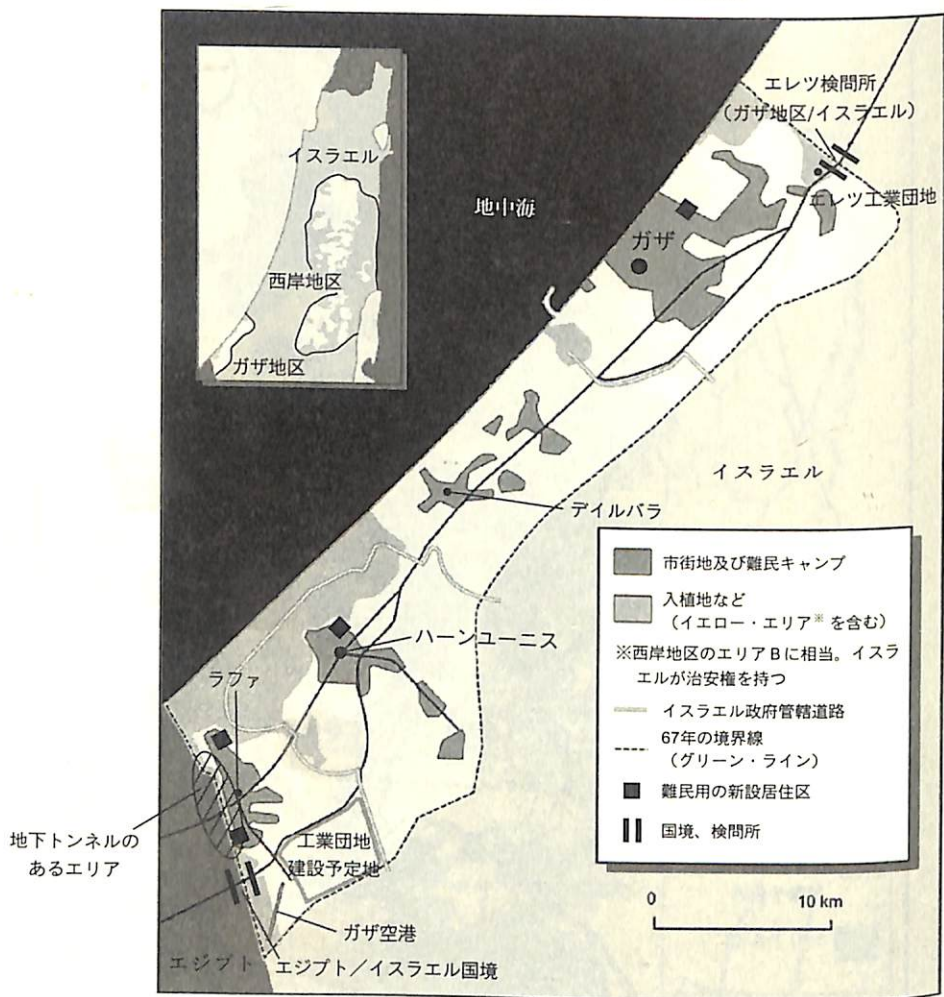 エレツ検問所
（ガザ地区/イスラエル）
イスラエル
地中海
エレツ工業団地
ガザ
西岸地区
ガザ地区
イスラエル
デイルバラ
市街地及び難民キャンプ
入植地など
（イエロー・エリア※を含む）
※西岸地区のエリアBに相当。イスラ
エルが治安権を持つ
イスラエル政府管轄道路
67年の境界線
（グリーン・ライン）
難民用の新設居住区
国境、検問所
ハーンユーニス
ラファ
地下トンネルの
あるエリア
工業団地
建設予定地
0 10 km
ガザ空港
エジプト
エジプト／イスラエル国境